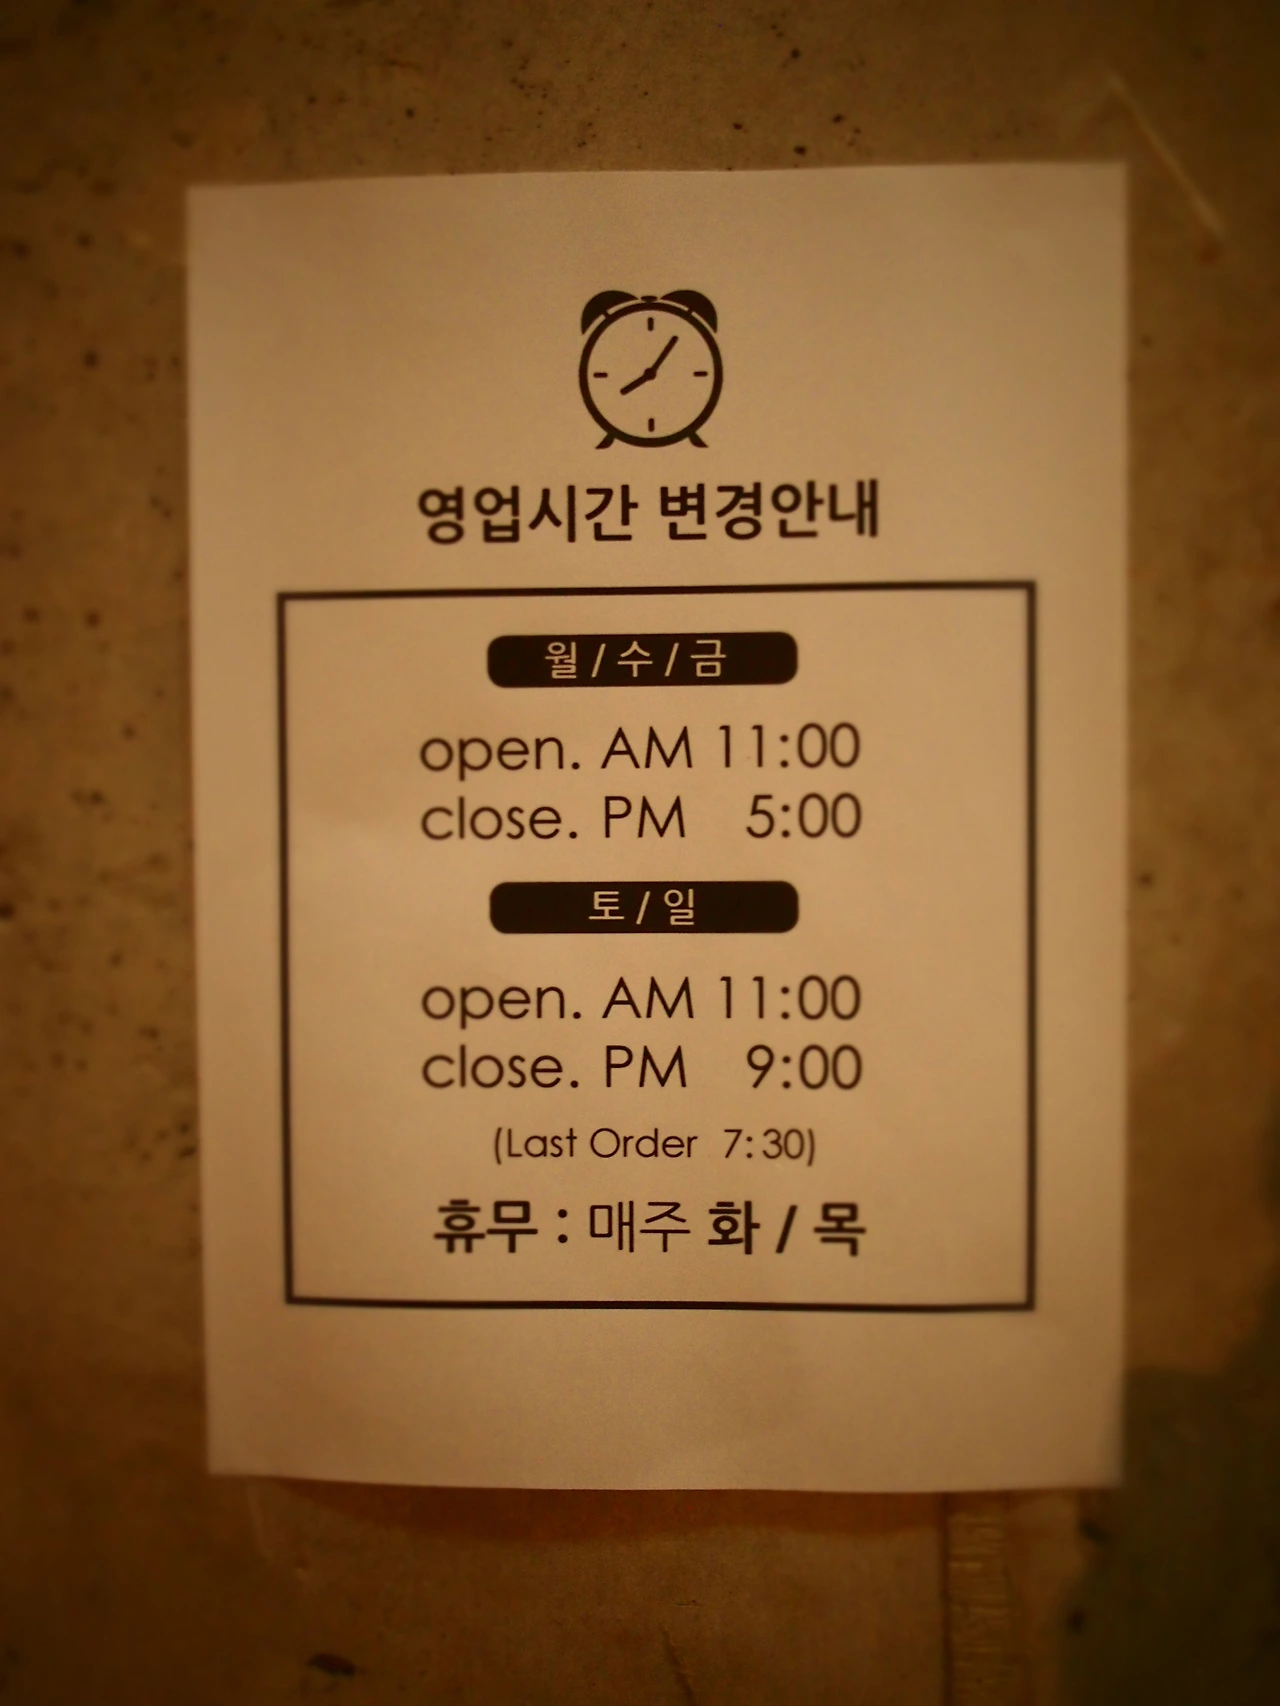 영업시간 변경안내
월 / 수 / 금
open. AM 11:00
close. PM 5:00
토 / 일
open. AM 11:00
close. PM 9:00
(Last Order 7:30)
휴무 : 매주 화 / 목